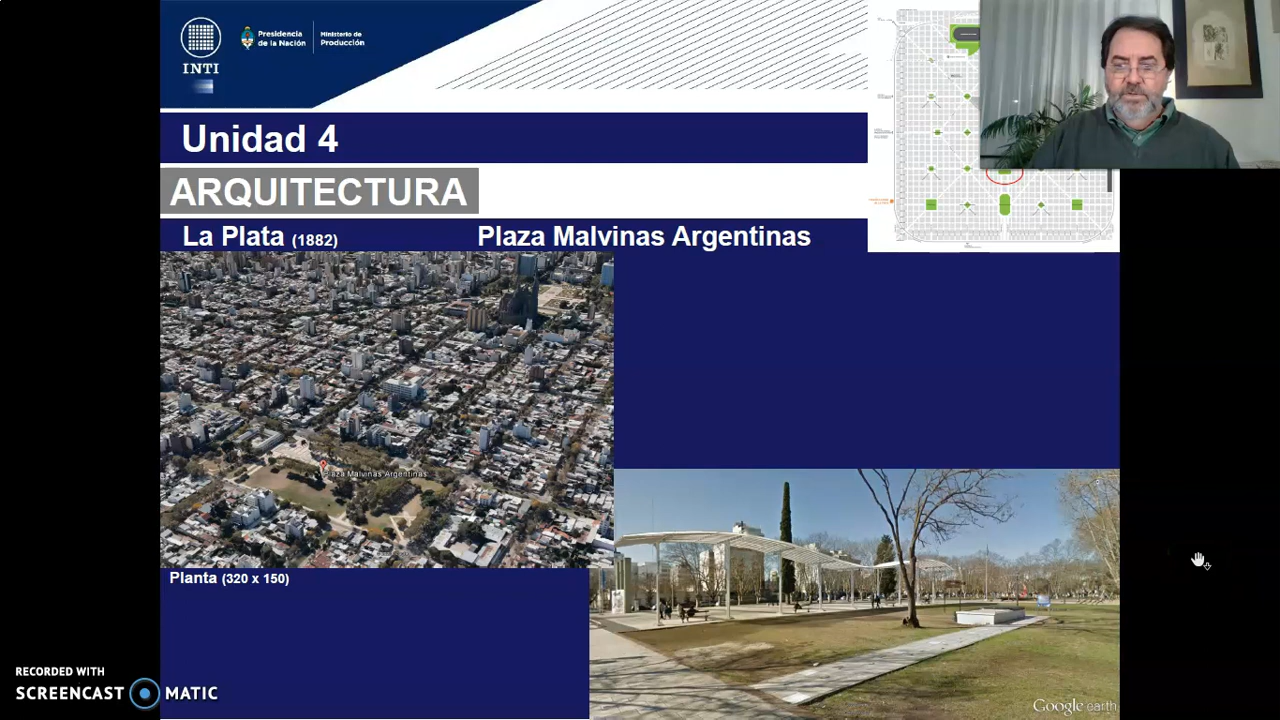 INTI
Presidencia
de la Nación
Ministerio de
Producción
Unidad 4
ARQUITECTURA
La Plata (1882)
Plaza Malvinas Argentinas
Plaza Malvinas Argentinas
Planta (320 x 150)
Google earth
RECORDED WITH
SCREENCAST MATIC